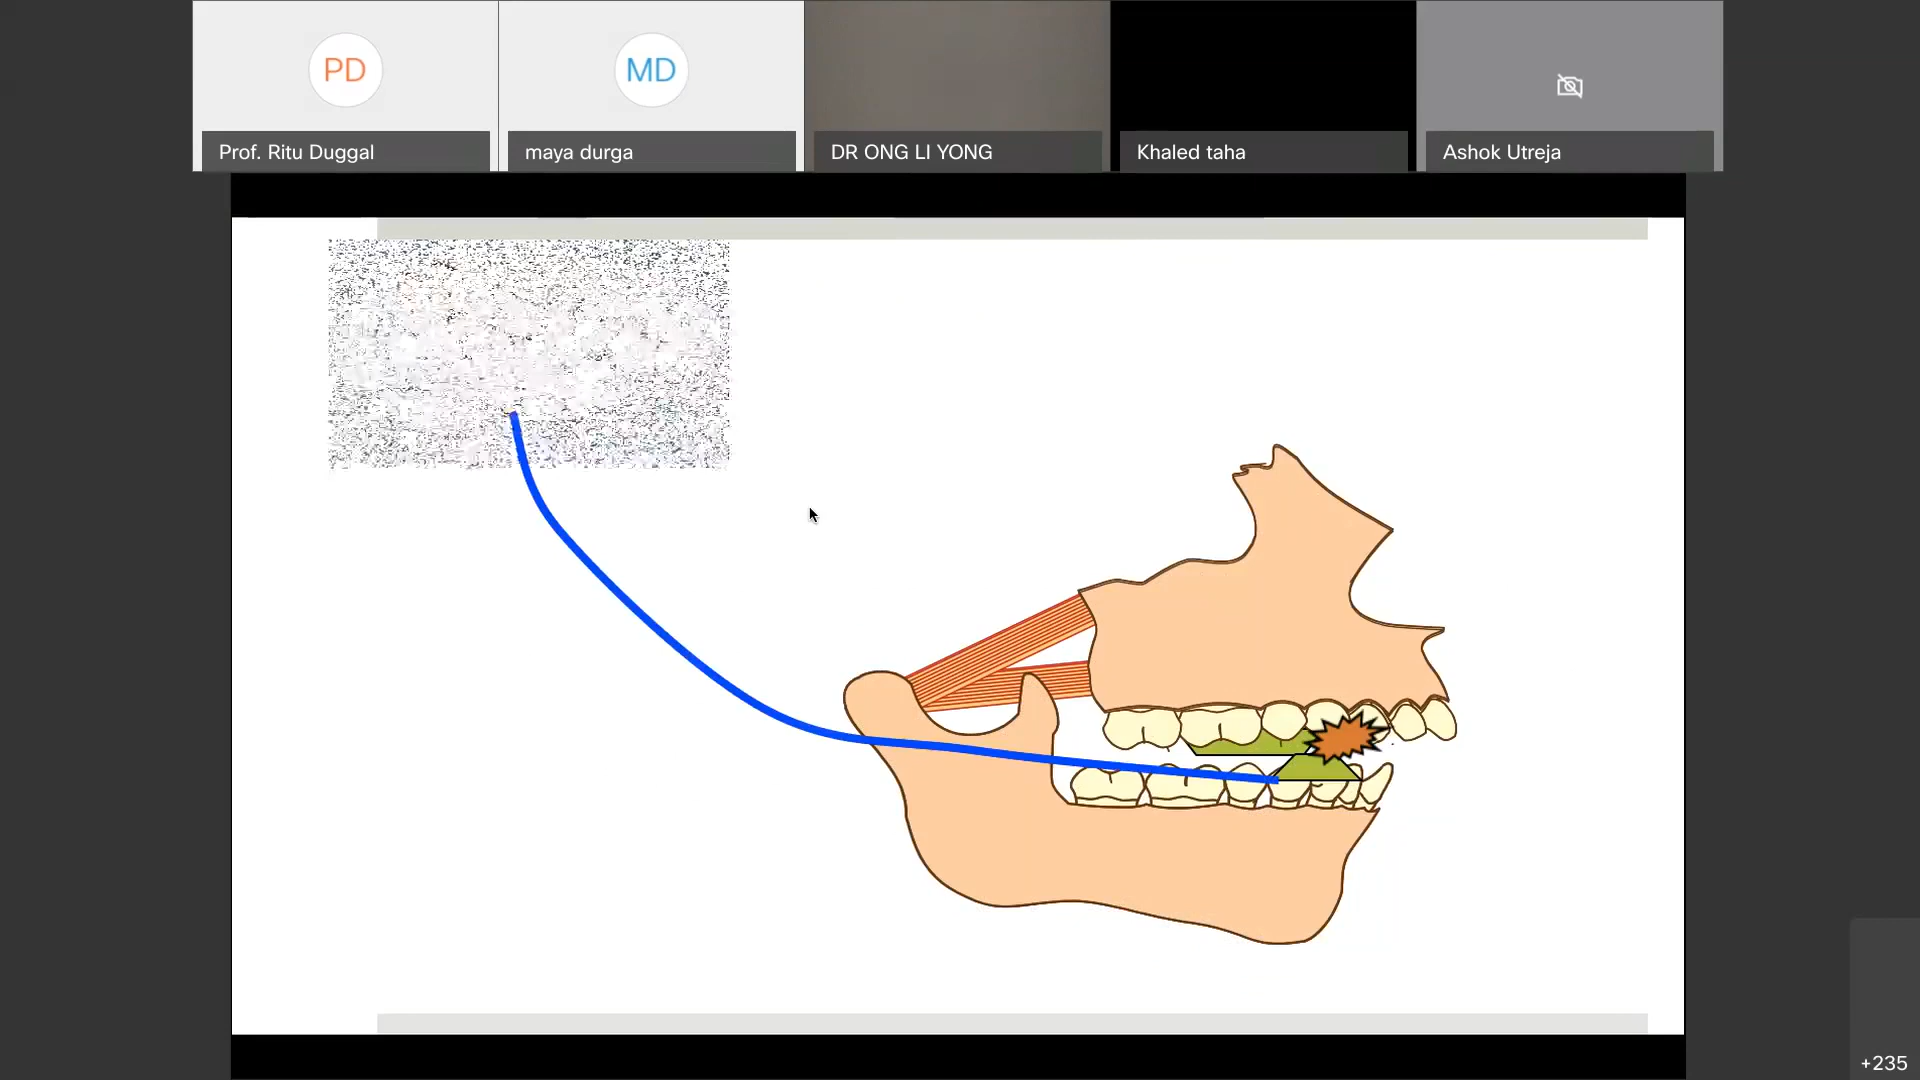 PD
MD
Prof. Ritu Duggal
maya durga
DR ONG LI YONG
Khaled taha
Ashok Utreja
+235